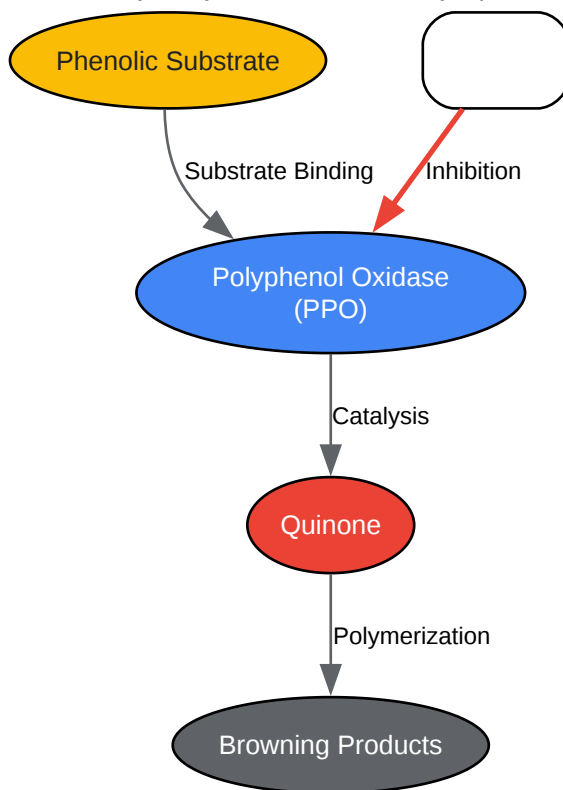 Phenolic Substrate
Substrate Binding
Inhibition
Polyphenol Oxidase
(PPO)
Catalysis
Quinone
Polymerization
Browning Products